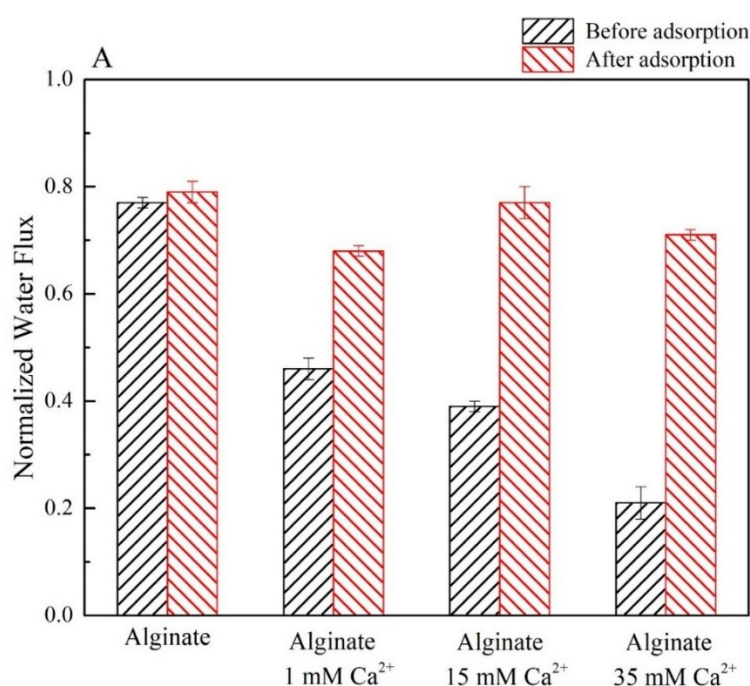 Before adsorption
After adsorption
A
1.0
0.8
0.6
0.4
0.2
0.0
Normalized Water Flux
Alginate
Alginate
1 mM Ca²⁺
Alginate
15 mM Ca²⁺
Alginate
35 mM Ca²⁺